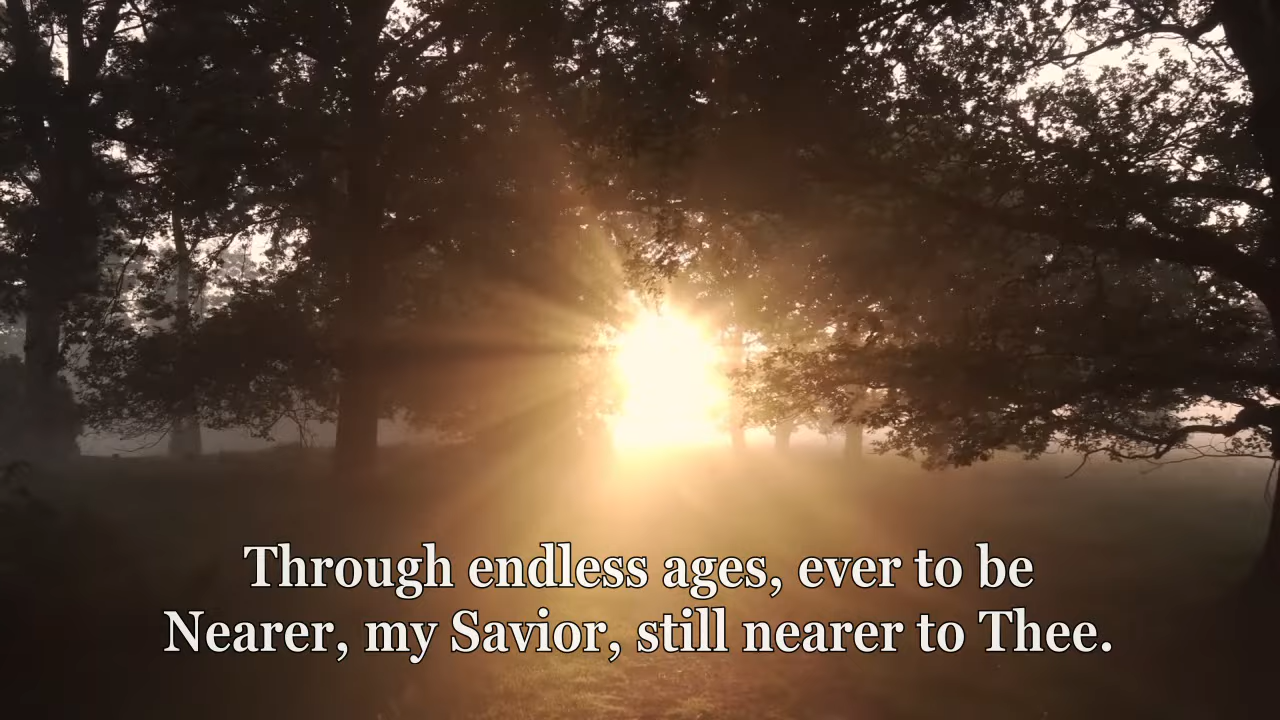 Through endless ages, ever to be
Nearer, my Savior, still nearer to Thee.